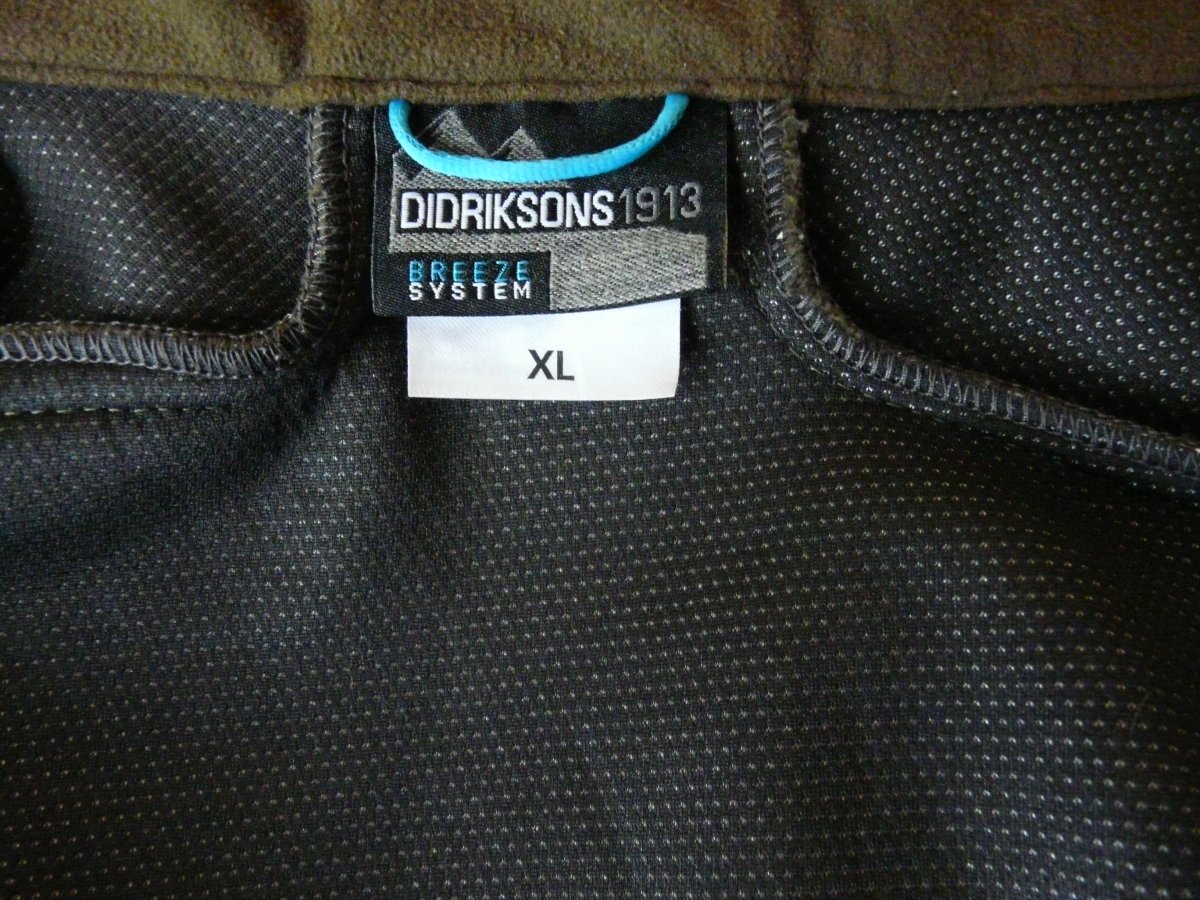 DIDRIKSONS1913
BREEZE
SYSTEM
XL